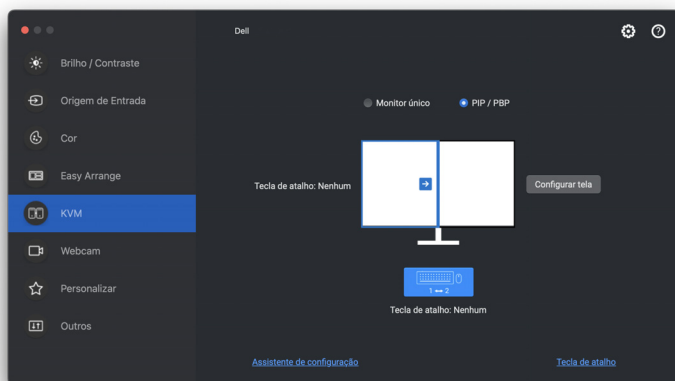 Dell
Brilho / Contraste
Origem de Entrada
Cor
Easy Arrange
KVM
Webcam
Personalizar
Outros
Monitor único
PIP / PBP
Tecla de atalho: Nenhum
Configurar tela
1 2
Tecla de atalho: Nenhum
Assistente de configuração
Tecla de atalho